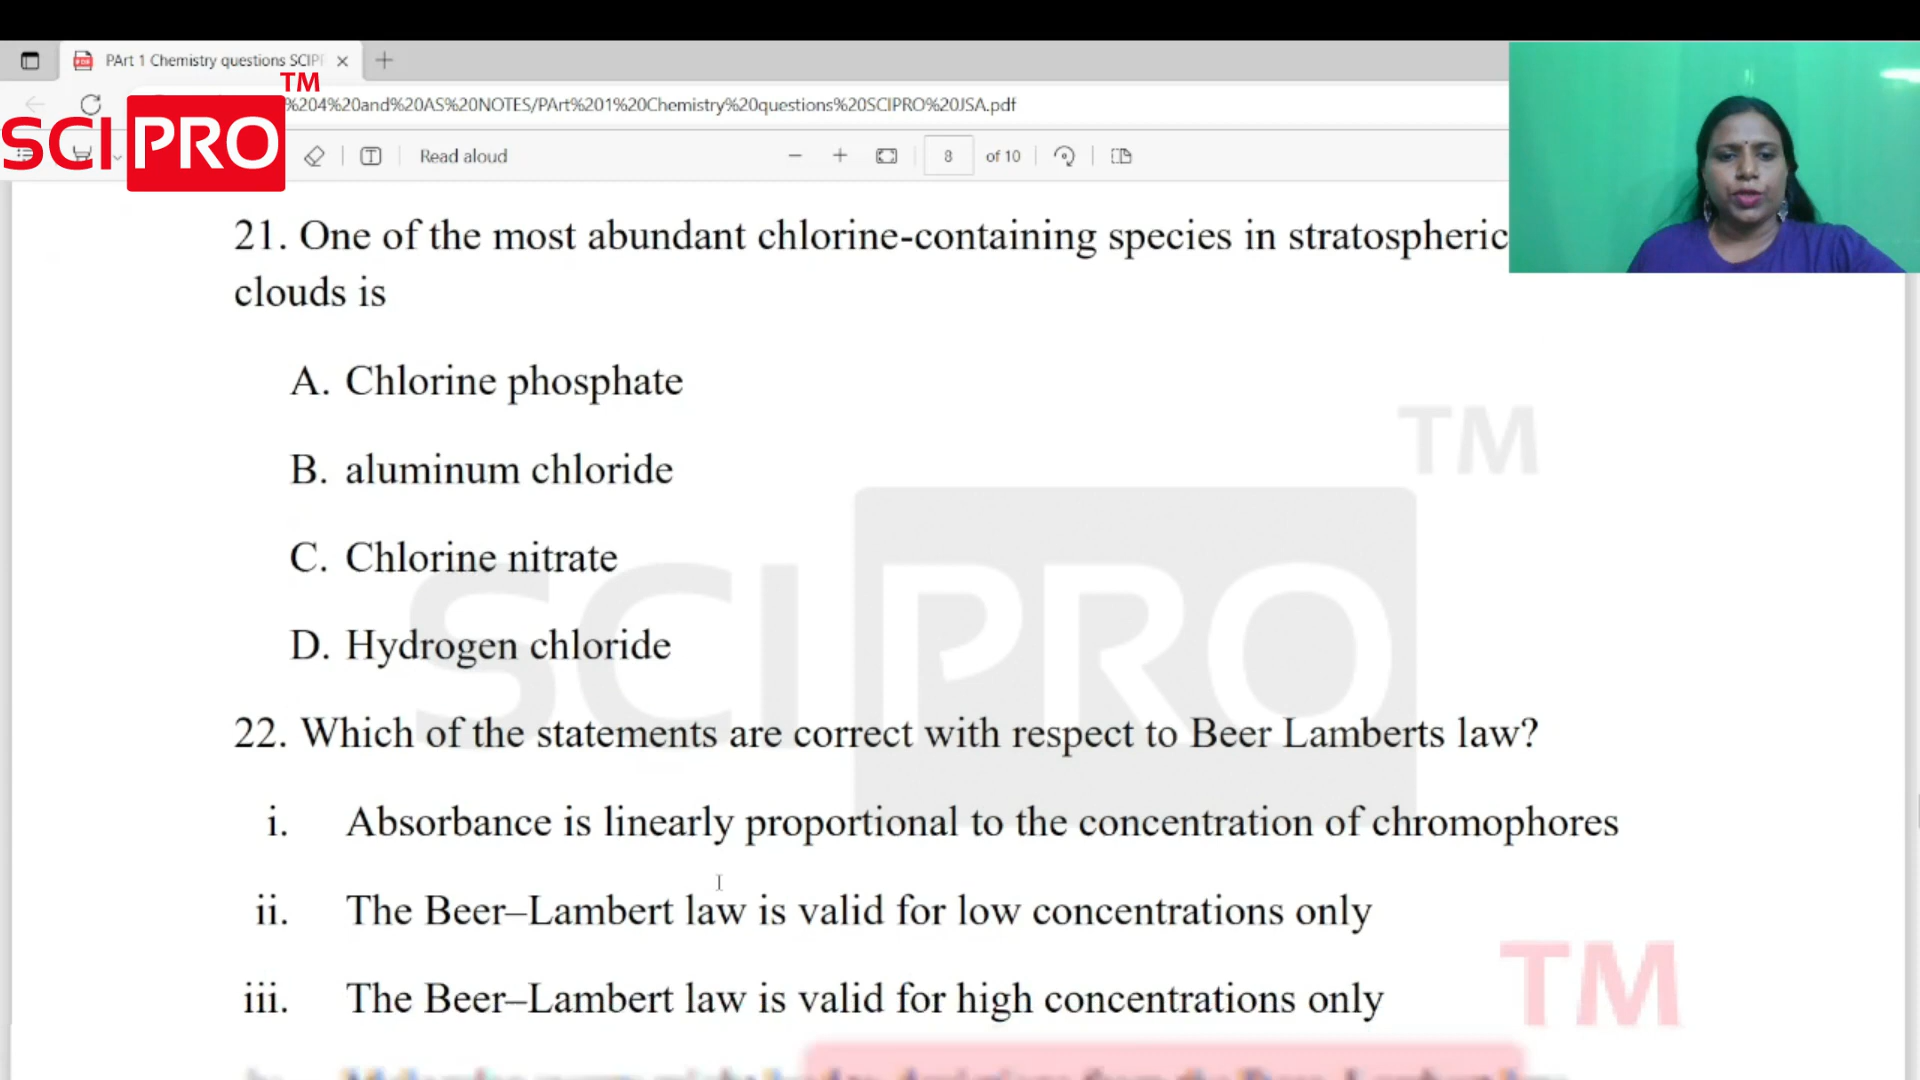 PArt 1 Chemistry questions SCIP
TM
SCI PRO
%204%20and%20AS%20NOTES/PArt%201%20Chemistry%20questions%20SCIPRO%20JSA.pdf
Read aloud
8 of 10
21. One of the most abundant chlorine-containing species in stratospheric
clouds is
A. Chlorine phosphate
B. aluminum chloride
C. Chlorine nitrate
D. Hydrogen chloride
TM
SCI PRO
22. Which of the statements are correct with respect to Beer Lamberts law?
i. Absorbance is linearly proportional to the concentration of chromophores
ii. The Beer–Lambert law is valid for low concentrations only
iii. The Beer–Lambert law is valid for high concentrations only
TM